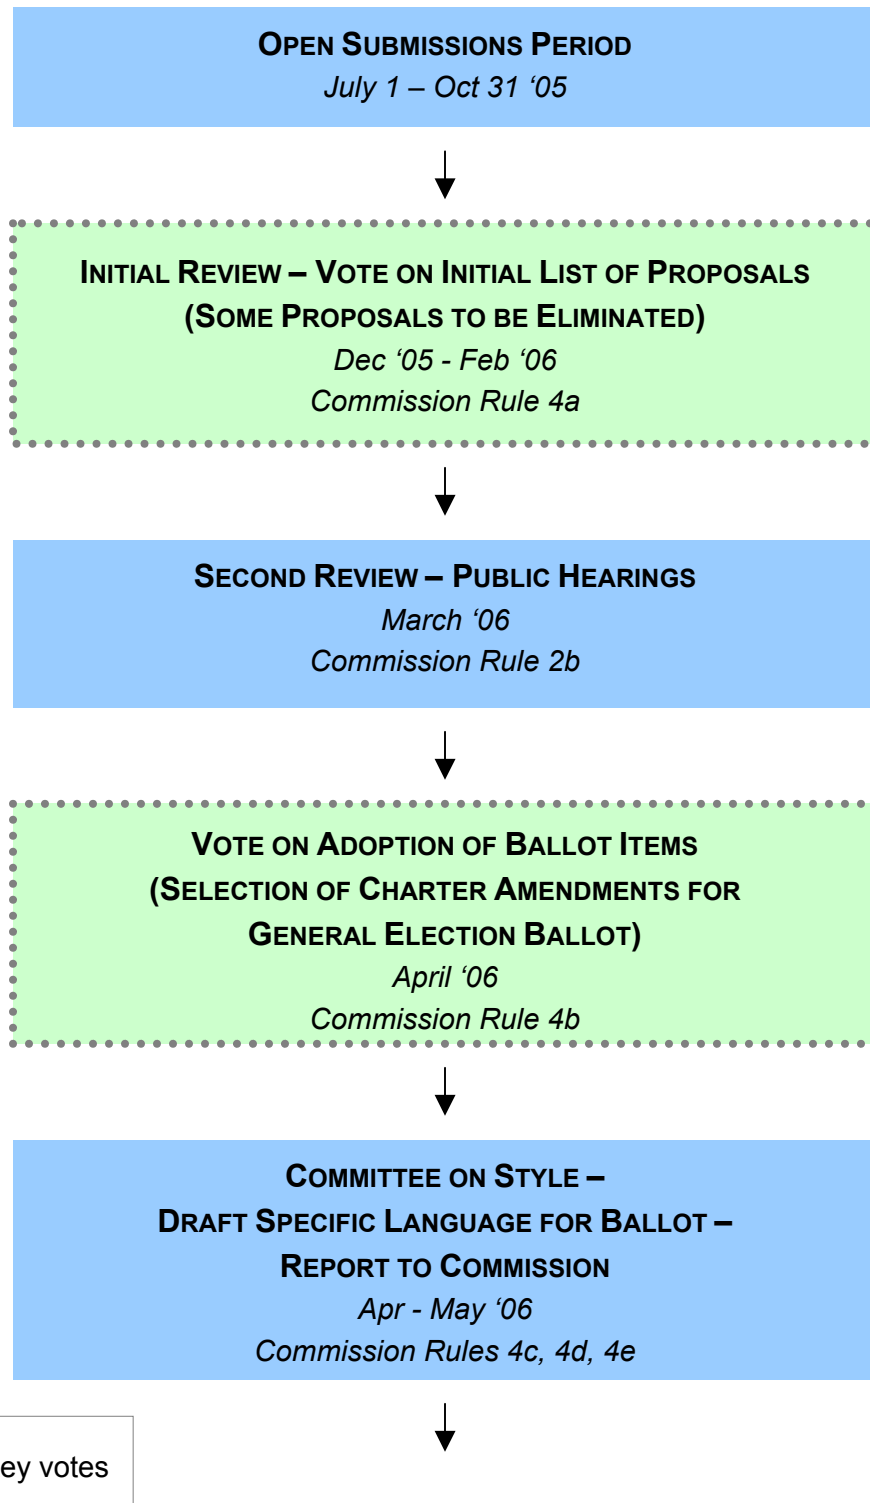 OPEN SUBMISSIONS PERIOD
July 1 – Oct 31 ‘05
INITIAL REVIEW – VOTE ON INITIAL LIST OF PROPOSALS
(SOME PROPOSALS TO BE ELIMINATED)
Dec ‘05 - Feb ‘06
Commission Rule 4a
SECOND REVIEW – PUBLIC HEARINGS
March ‘06
Commission Rule 2b
VOTE ON ADOPTION OF BALLOT ITEMS
(SELECTION OF CHARTER AMENDMENTS FOR
GENERAL ELECTION BALLOT)
April ‘06
Commission Rule 4b
COMMITTEE ON STYLE –
DRAFT SPECIFIC LANGUAGE FOR BALLOT –
REPORT TO COMMISSION
Apr - May ‘06
Commission Rules 4c, 4d, 4e
ey votes